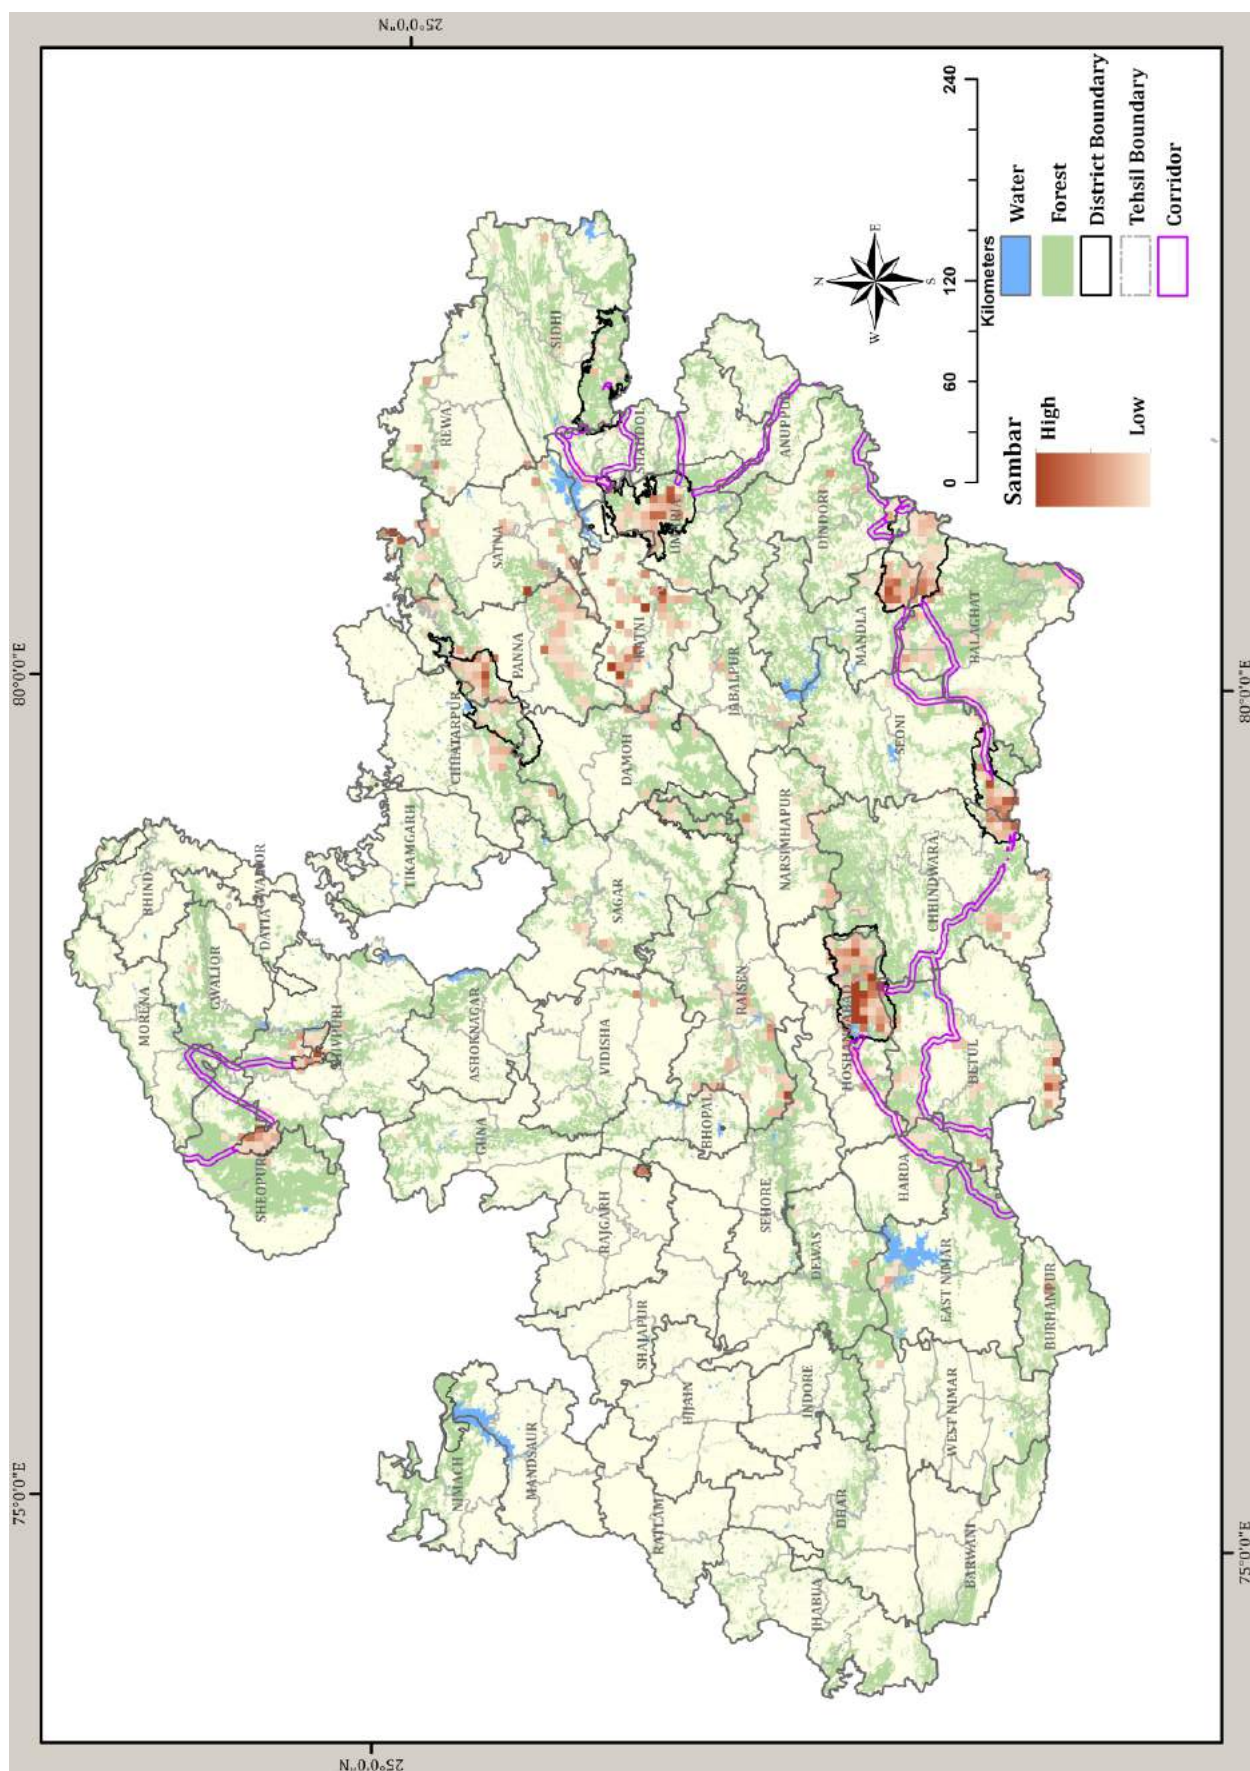 25°0'0"N
80°0'0"E
75°0'0"E
25°0'0"N
80°0'0"E
75°0'0"E
BHIND
MORENA
GWALIOR
DATIA
GWALIOR
SHEOPUR
SHIVPURI
TIKAMGARH
CHHATARPUR
PANNA
SATNA
REWA
SIDHI
ASHOKNAGAR
GUNA
NIMACH
MANDSAUR
VIDISHA
SAGAR
DAMOH
KATNI
UMARIA
SHAHDOL
ANUPPUR
RAJGARH
SHAJAPUR
UJJAIN
RATLAM
BHOPAL
RAISEN
SEHORE
NARSIMHAPUR
JABALPUR
DINDORI
MANDLA
BALAGHAT
SEONI
CHHINDWARA
HOSHANGABAD
BETUL
HARDA
DEWAS
INDORE
DHAR
JHABUA
EAST NIMAR
WEST NIMAR
BARWANI
BURHANPUR
N
E
S
W
0
60
120
240
Kilometers
Sambar
High
Low
Water
Forest
District Boundary
Tehsil Boundary
Corridor